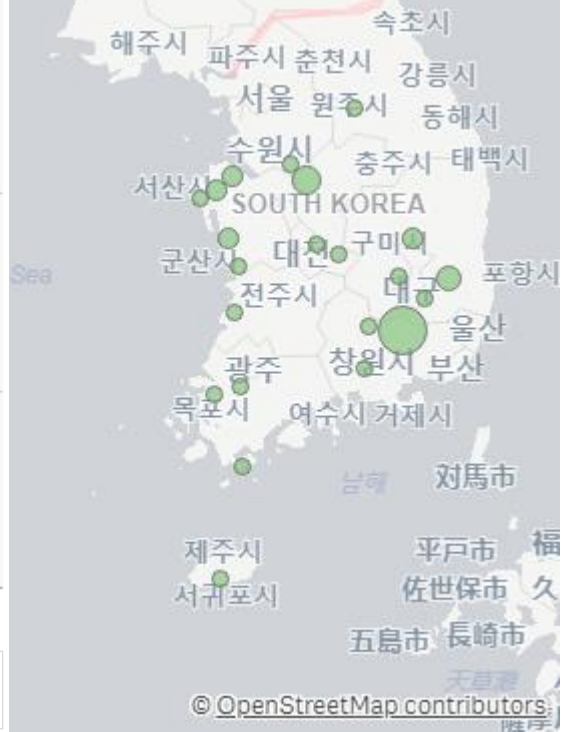 속초시
해주시
파주시 춘천시
강릉시
서울 원주시
동해시
수원시
충주시 태백시
서산시
SOUTH KOREA
대전 구미시
군산시
Sea
대구 포항시
전주시
울산
창원시 부산
광주
목포시 여수시 거제시
남해
対馬市
제주시
平戸市 福
서귀포시 佐世保市 久
五島市 長崎市
天草灘
© OpenStreetMap contributors